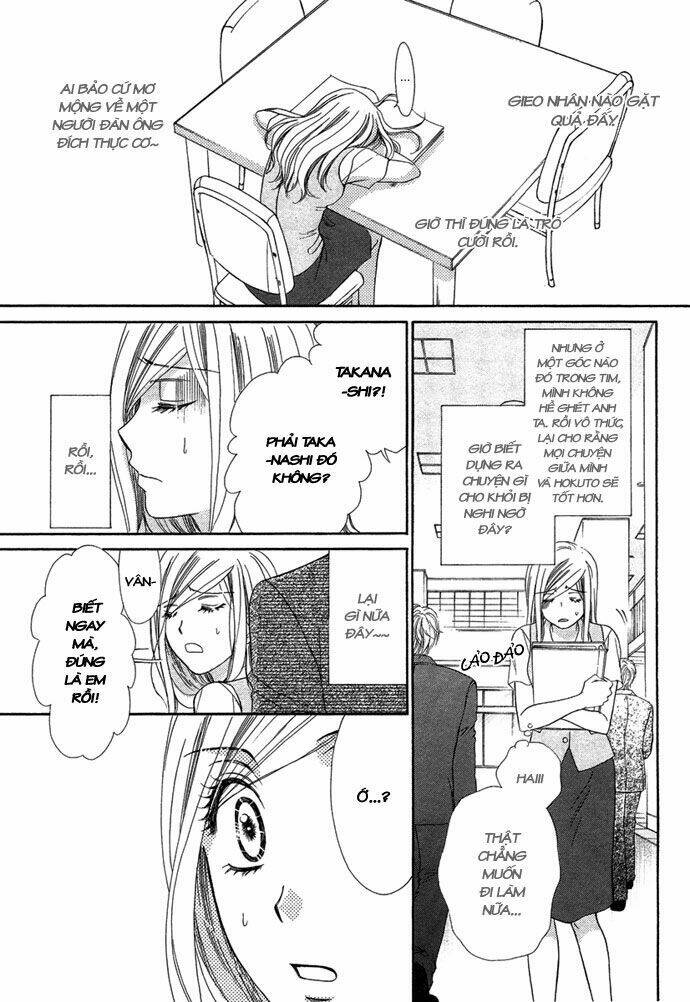 ...
GIEO NHÂN NÀO GẶT
QUẢ ĐẤY.
AI BẢO CỨ MƠ
MỘNG VỀ MỘT
NGƯỜI ĐÀN ÔNG
ĐÍCH THỰC CƠ~
GIỜ THÌ ĐÚNG LÀ TRÒ
CƯỜI RỒI.
NHƯNG Ở
MỘT GÓC NÀO
ĐÓ TRONG TIM,
MÌNH KHÔNG
HỀ GHÉT ANH
TA. RỒI VÔ THỨC,
LẠI CHO RẰNG
MỌI CHUYỆN
GIỮA MÌNH
VÀ HOKUTO SẼ
TỐT HƠN.
GIỜ BIẾT
DỰNG RA
CHUYỆN GÌ
CHO KHỎI BỊ
NGHI NGỜ
ĐÂY?
LẢO ĐẢO
HAIII
THẬT
CHẲNG
MUỐN
ĐI LÀM
NỮA...
TAKANA
-SHI?!
PHẢI TAKA
-NASHI ĐÓ
KHÔNG?
RỒI,
RỒI...
LẠI
GÌ NỮA
ĐÂY~~
VÂN-
BIẾT
NGAY
MÀ,
ĐÚNG
LÀ EM
RỒI!
Ớ...?